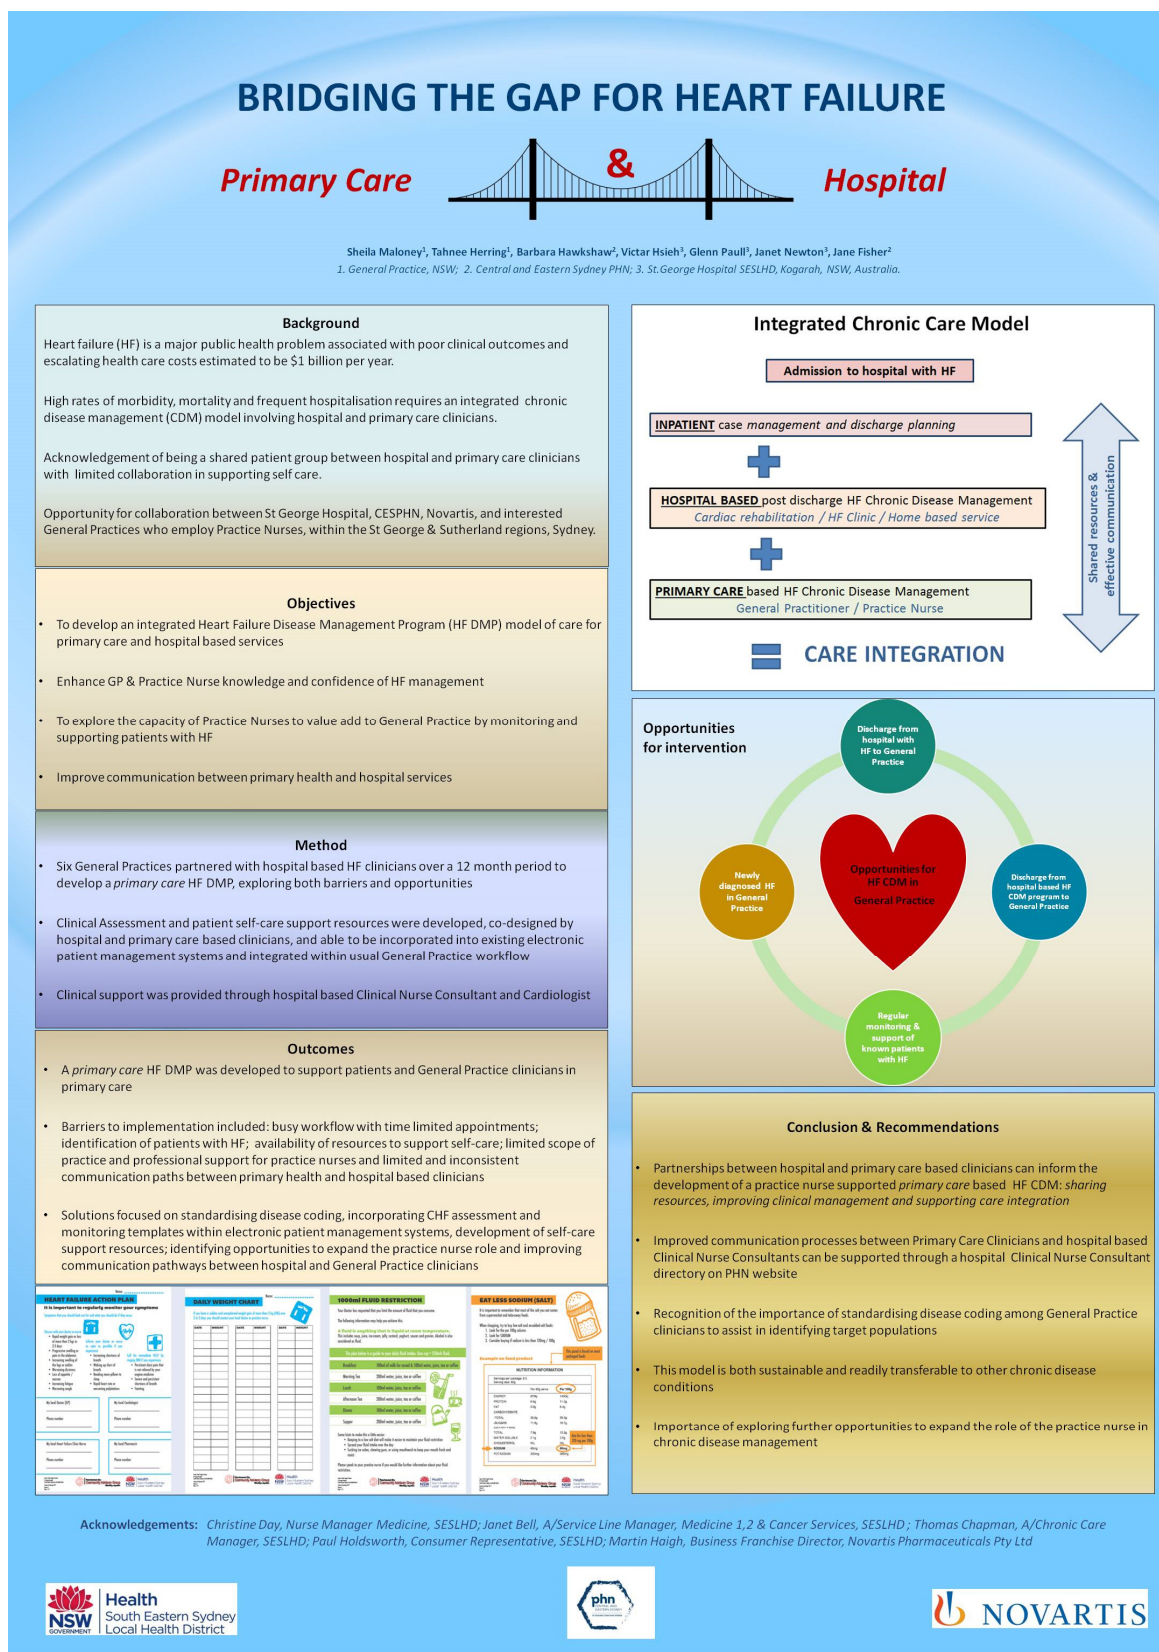 BRIDGING THE GAP FOR HEART FAILURE
Primary Care
&
Hospital
Sheila Maloney¹, Tahnee Herring¹, Barbara Hawkshaw², Victar Hsieh³, Glenn Paull³, Janet Newton³, Jane Fisher²
1. General Practice, NSW; 2. Central and Eastern Sydney PHN; 3. St.George Hospital SESLHD, Kogarah, NSW, Australia.
Background
Heart failure (HF) is a major public health problem associated with poor clinical outcomes and
escalating health care costs estimated to be $1 billion per year.
High rates of morbidity, mortality and frequent hospitalisation requires an integrated chronic
disease management (CDM) model involving hospital and primary care clinicians.
Acknowledgement of being a shared patient group between hospital and primary care clinicians
with limited collaboration in supporting self care.
Opportunity for collaboration between St George Hospital, CESPHN, Novartis, and interested
General Practices who employ Practice Nurses, within the St George & Sutherland regions, Sydney.
Objectives
• To develop an integrated Heart Failure Disease Management Program (HF DMP) model of care for
primary care and hospital based services
• Enhance GP & Practice Nurse knowledge and confidence of HF management
• To explore the capacity of Practice Nurses to value add to General Practice by monitoring and
supporting patients with HF
• Improve communication between primary health and hospital services
Method
• Six General Practices partnered with hospital based HF clinicians over a 12 month period to
develop a primary care HF DMP, exploring both barriers and opportunities
• Clinical Assessment and patient self-care support resources were developed, co-designed by
hospital and primary care based clinicians, and able to be incorporated into existing electronic
patient management systems and integrated within usual General Practice workflow
• Clinical support was provided through hospital based Clinical Nurse Consultant and Cardiologist
Outcomes
• A primary care HF DMP was developed to support patients and General Practice clinicians in
primary care
• Barriers to implementation included: busy workflow with time limited appointments;
identification of patients with HF; availability of resources to support self-care; limited scope of
practice and professional support for practice nurses and limited and inconsistent
communication paths between primary health and hospital based clinicians
• Solutions focused on standardising disease coding, incorporating CHF assessment and
monitoring templates within electronic patient management systems, development of self-care
support resources; identifying opportunities to expand the practice nurse role and improving
communication pathways between hospital and General Practice clinicians
HEART FAILURE ACTION PLAN
It is important to regularly monitor your symptoms
DAILY WEIGHT CHART
1000ml FLUID RESTRICTION
EAT LESS SODIUM (SALT)
NUTRITION INFORMATION
Integrated Chronic Care Model
Admission to hospital with HF
INPATIENT case management and discharge planning
HOSPITAL BASED post discharge HF Chronic Disease Management
Cardiac rehabilitation / HF Clinic / Home based service
PRIMARY CARE based HF Chronic Disease Management
General Practitioner / Practice Nurse
CARE INTEGRATION
Shared resources &
effective communication
Opportunities
for intervention
Discharge from
hospital with
HF to General
Practice
Newly
diagnosed HF
in General
Practice
Opportunities for
HF CDM in
General Practice
Discharge from
hospital based HF
CDM program to
General Practice
Regular
monitoring &
support of
known patients
with HF
Conclusion & Recommendations
• Partnerships between hospital and primary care based clinicians can inform the
development of a practice nurse supported primary care based HF CDM: sharing
resources, improving clinical management and supporting care integration
• Improved communication processes between Primary Care Clinicians and hospital based
Clinical Nurse Consultants can be supported through a hospital Clinical Nurse Consultant
directory on PHN website
• Recognition of the importance of standardising disease coding among General Practice
clinicians to assist in identifying target populations
• This model is both sustainable and readily transferable to other chronic disease
conditions
• Importance of exploring further opportunities to expand the role of the practice nurse in
chronic disease management
Acknowledgements: Christine Day, Nurse Manager Medicine, SESLHD; Janet Bell, A/Service Line Manager, Medicine 1,2 & Cancer Services, SESLHD ; Thomas Chapman, A/Chronic Care
Manager, SESLHD; Paul Holdsworth, Consumer Representative, SESLHD; Martin Haigh, Business Franchise Director, Novartis Pharmaceuticals Pty Ltd
NSW
GOVERNMENT
Health
South Eastern Sydney
Local Health District
phn
NOVARTIS